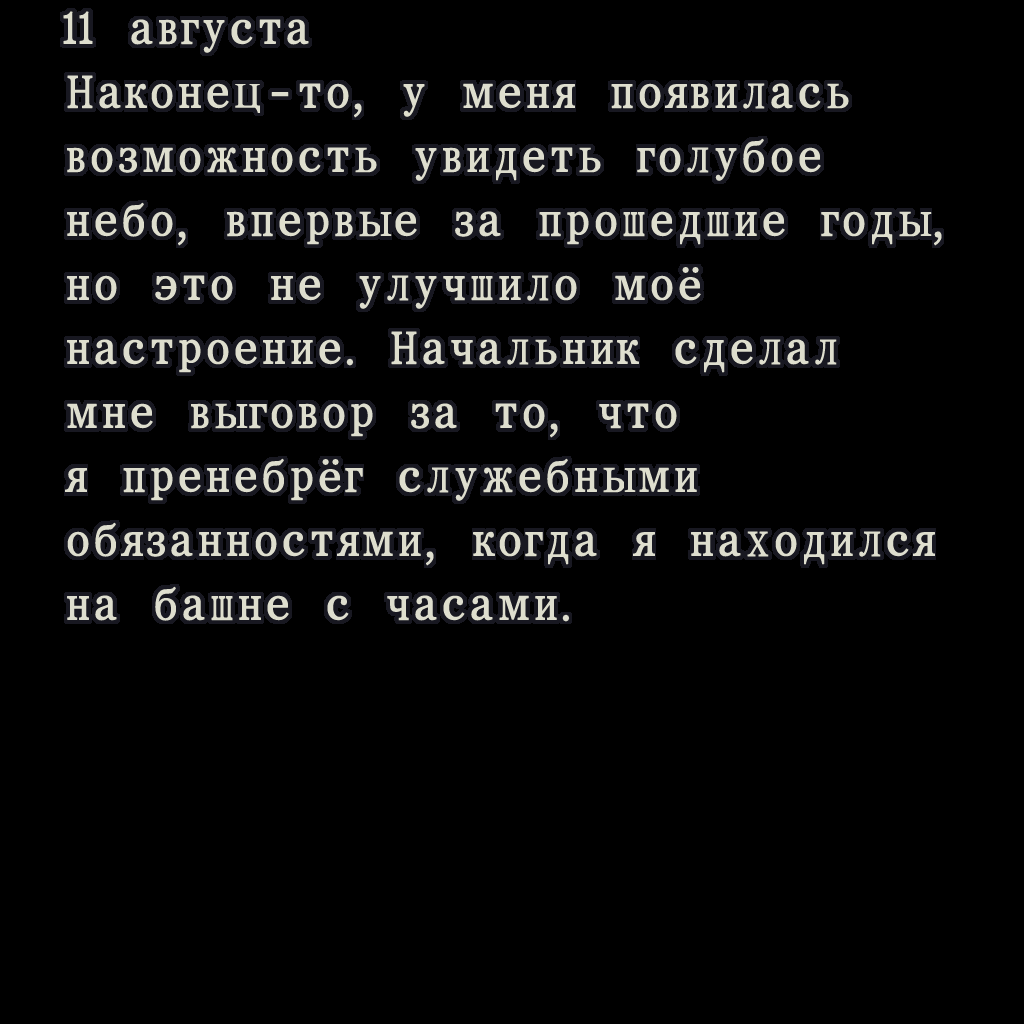 11 августа
Наконец-то, у меня появилась
возможность увидеть голубое
небо, впервые за прошедшие годы,
но это не улучшило моё
настроение. Начальник сделал
мне выговор за то, что
я пренебрёг служебными
обязанностями, когда я находился
на башне с часами.